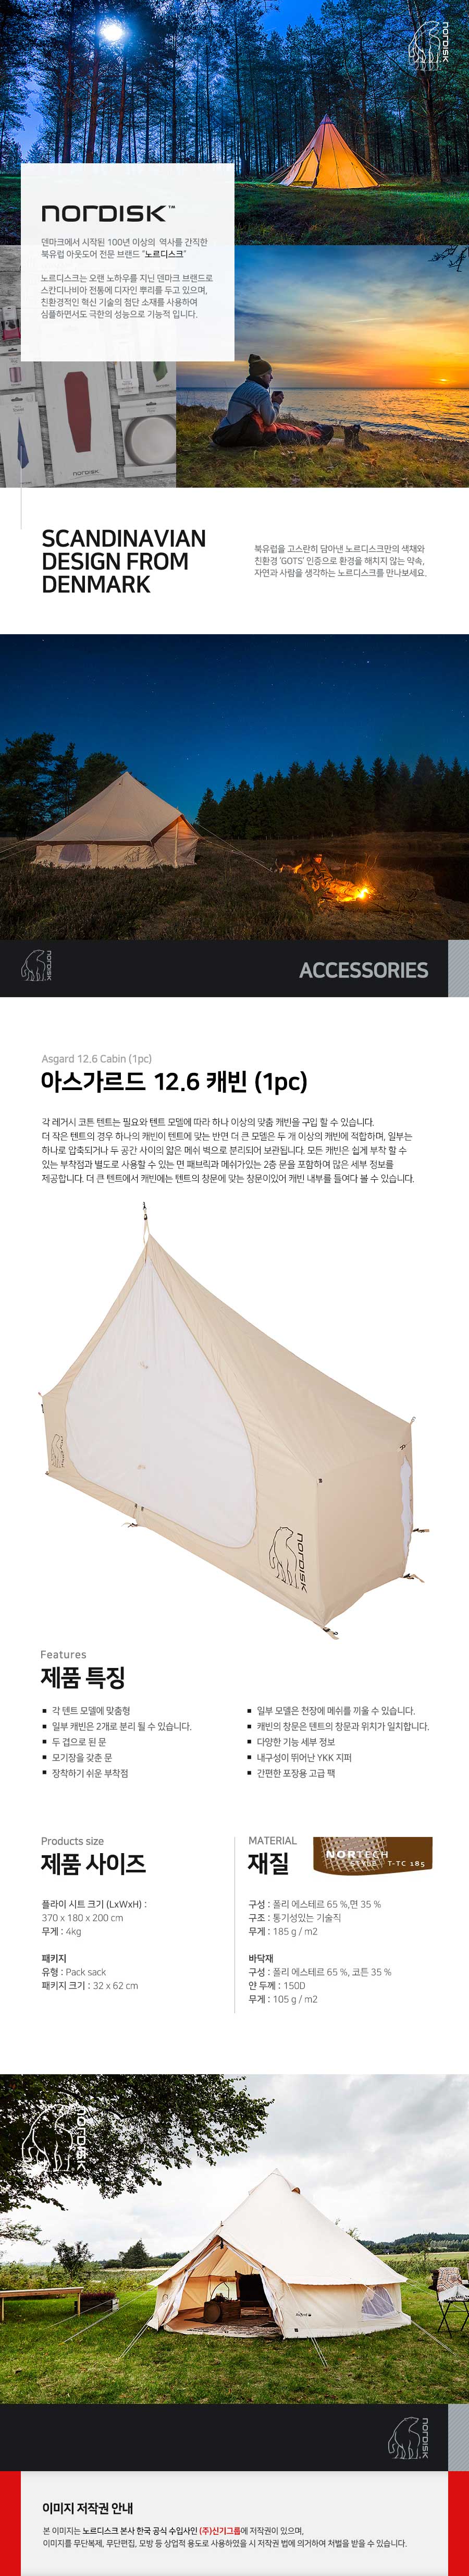 nordisk
nordisk™
덴마크에서 시작된 100년 이상의 역사를 간직한
북유럽 아웃도어 전문 브랜드 "노르디스크"
노르디스크는 오랜 노하우를 지닌 덴마크 브랜드로
스칸디나비아 전통에 디자인 뿌리를 두고 있으며,
친환경적인 혁신 기술의 첨단 소재를 사용하여
심플하면서도 극한의 성능으로 기능적 입니다.
nordisk
SCANDINAVIAN
DESIGN FROM
DENMARK
북유럽을 고스란히 담아낸 노르디스크만의 색채와
친환경 'GOTS' 인증으로 환경을 해치지 않는 약속,
자연과 사람을 생각하는 노르디스크를 만나보세요.
nordisk
ACCESSORIES
Asgard 12.6 Cabin (1pc)
아스가르드 12.6 캐빈 (1pc)
각 레거시 코튼 텐트는 필요와 텐트 모델에 따라 하나 이상의 맞춤 캐빈을 구입 할 수 있습니다.
더 작은 텐트의 경우 하나의 캐빈이 텐트에 맞는 반면 더 큰 모델은 두 개 이상의 캐빈에 적합하며, 일부는
하나로 압축되거나 두 공간 사이의 얇은 메쉬 벽으로 분리되어 보관됩니다. 모든 캐빈은 쉽게 부착 할 수
있는 부착점과 별도로 사용할 수 있는 면 패브릭과 메쉬가있는 2층 문을 포함하여 많은 세부 정보를
제공합니다. 더 큰 텐트에서 캐빈에는 텐트의 창문에 맞는 창문이있어 캐빈 내부를 들여다 볼 수 있습니다.
nordisk
nordisk
Features
제품 특징
각 텐트 모델에 맞춤형
일부 캐빈은 2개로 분리 될 수 있습니다.
두 겹으로 된 문
모기장을 갖춘 문
장착하기 쉬운 부착점
일부 모델은 천장에 메쉬를 끼울 수 있습니다.
캐빈의 창문은 텐트의 창문과 위치가 일치합니다.
다양한 기능 세부 정보
내구성이 뛰어난 YKK 지퍼
간편한 포장용 고급 팩
Products size
제품 사이즈
플라이 시트 크기 (LxWxH) :
370 x 180 x 200 cm
무게 : 4kg
패키지
유형 : Pack sack
패키지 크기 : 32 x 62 cm
MATERIAL
재질
NORTECH
T-TC 185
구성 : 폴리 에스테르 65 %,면 35 %
구조 : 통기성있는 기술직
무게 : 185 g / m2
바닥재
구성 : 폴리 에스테르 65 %, 코튼 35 %
얀 두께 : 150D
무게 : 105 g / m2
nordisk
nordisk
이미지 저작권 안내
본 이미지는 노르디스크 본사 한국 공식 수입사인 (주)신기그룹에 저작권이 있으며,
이미지를 무단복제, 무단편집, 모방 등 상업적 용도로 사용하였을 시 저작권 법에 의거하여 처벌을 받을 수 있습니다.